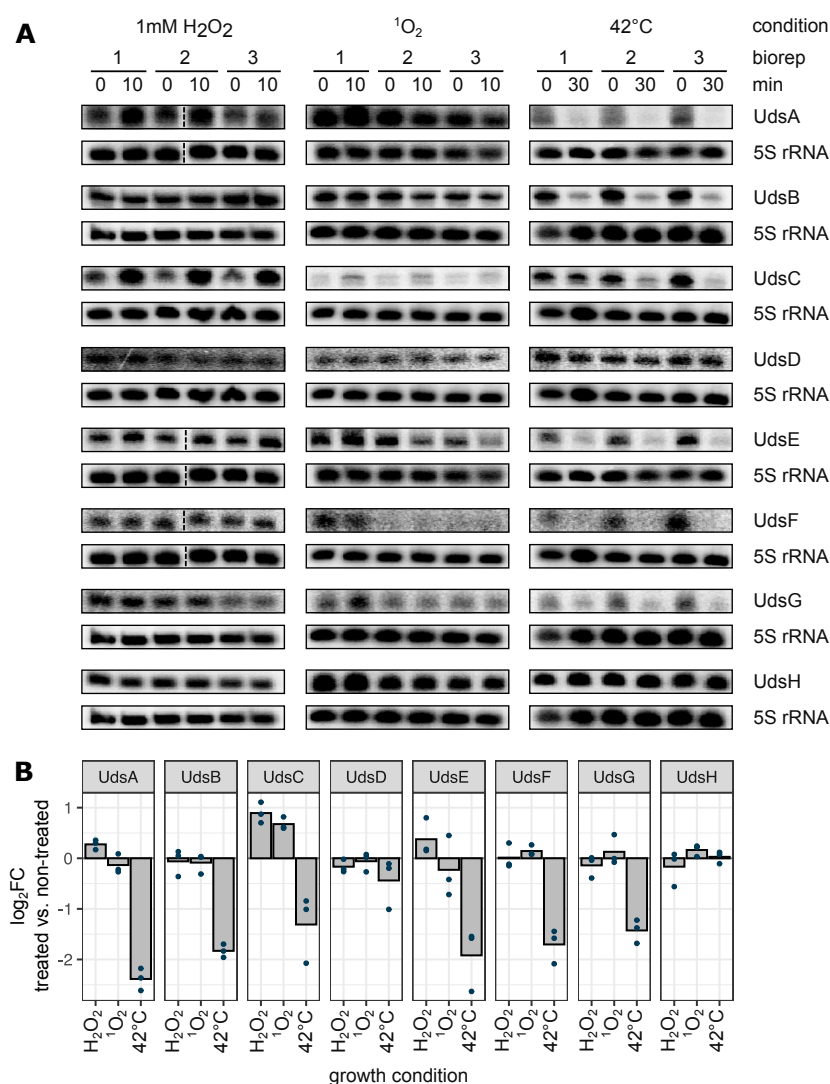 A
1mM H₂O₂ ¹O₂ 42°C condition
1 2 3 1 2 3 1 2 3 biorep
0 10 0 10 0 10 0 10 0 10 0 10 0 30 0 30 0 30 min
UdsA
5S rRNA
UdsB
5S rRNA
UdsC
5S rRNA
UdsD
5S rRNA
UdsE
5S rRNA
UdsF
5S rRNA
UdsG
5S rRNA
UdsH
5S rRNA
B
UdsA UdsB UdsC UdsD UdsE UdsF UdsG UdsH
log₂FC
treated vs. non-treated
1
0
-1
-2
H₂O₂ ¹O₂ 42°C H₂O₂ ¹O₂ 42°C H₂O₂ ¹O₂ 42°C H₂O₂ ¹O₂ 42°C H₂O₂ ¹O₂ 42°C H₂O₂ ¹O₂ 42°C H₂O₂ ¹O₂ 42°C H₂O₂ ¹O₂ 42°C
growth condition